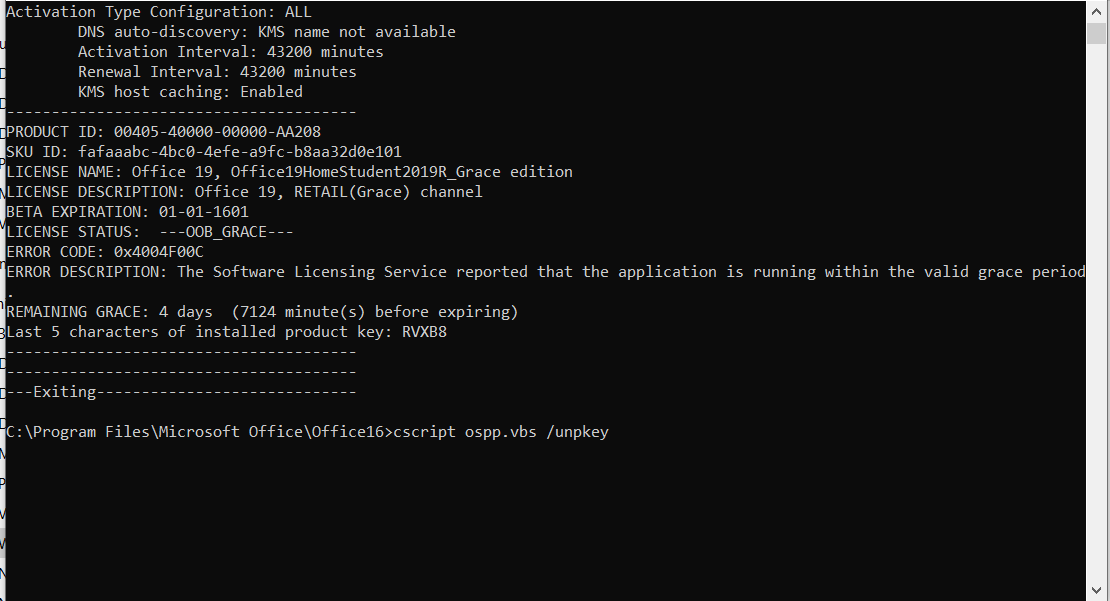 Activation Type Configuration: ALL
DNS auto-discovery: KMS name not available
Activation Interval: 43200 minutes
Renewal Interval: 43200 minutes
KMS host caching: Enabled
---------------------------------------
PRODUCT ID: 00405-40000-00000-AA208
SKU ID: fafaaabc-4bc0-4efe-a9fc-b8aa32d0e101
LICENSE NAME: Office 19, Office19HomeStudent2019R_Grace edition
LICENSE DESCRIPTION: Office 19, RETAIL(Grace) channel
BETA EXPIRATION: 01-01-1601
LICENSE STATUS:  ---OOB_GRACE---
ERROR CODE: 0x4004F00C
ERROR DESCRIPTION: The Software Licensing Service reported that the application is running within the valid grace period
.
REMAINING GRACE: 4 days  (7124 minute(s) before expiring)
Last 5 characters of installed product key: RVXB8
---------------------------------------
---------------------------------------
---Exiting-----------------------------
C:\Program Files\Microsoft Office\Office16>cscript ospp.vbs /unpkey